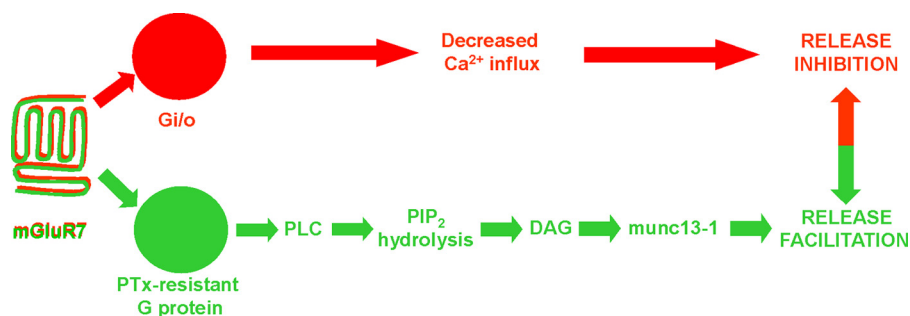 Decreased
Ca²⁺ influx
RELEASE
INHIBITION
Gi/o
mGluR7
PLC
PIP₂
hydrolysis
DAG
munc13-1
RELEASE
FACILITATION
PTx-resistant
G protein